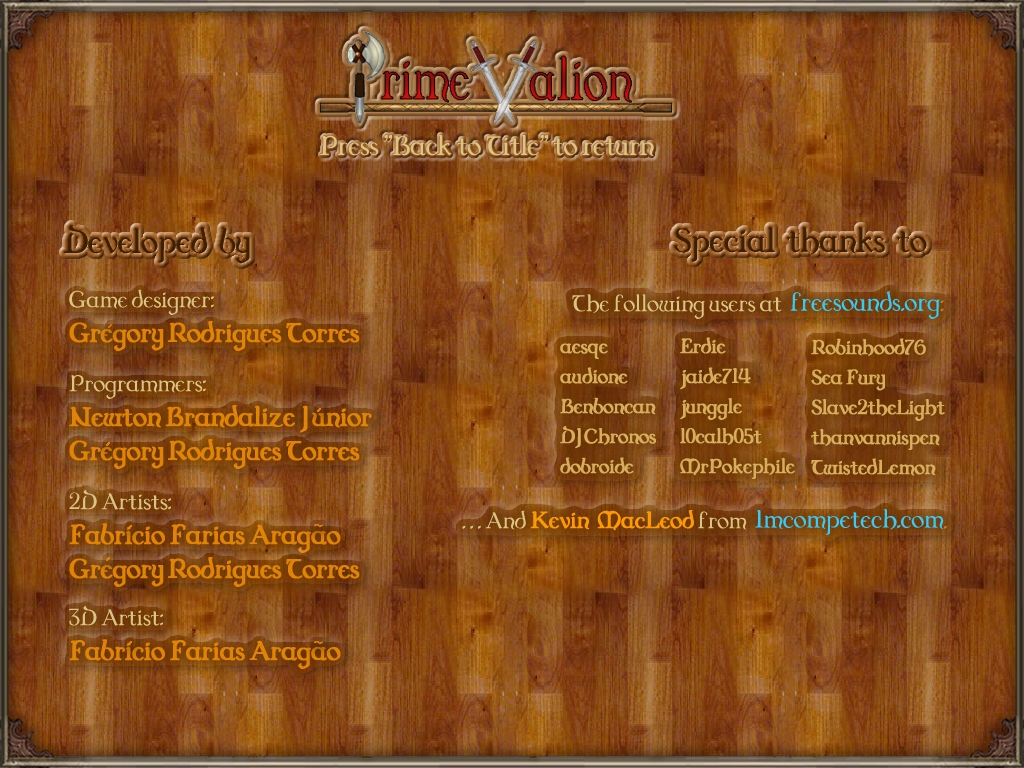 Prime Valion
Press "Back to Title" to return
Developed by
Game designer:
Grégory Rodrigues Torres
Programmers:
Newton Brandalize Júnior
Grégory Rodrigues Torres
2D Artists:
Fabrício Farias Aragão
Grégory Rodrigues Torres
3D Artist:
Fabrício Farias Aragão
Special thanks to
The following users at freesounds.org:
aesqe
audione
Benboncan
DJ Chronos
dobroide
Erdie
jaide714
junggle
l0calh05t
MrPokephile
Robinhood76
Sea Fury
Slave2theLight
thanvannispen
TwistedLemon
... And Kevin MacLeod from Imcompetech.com.